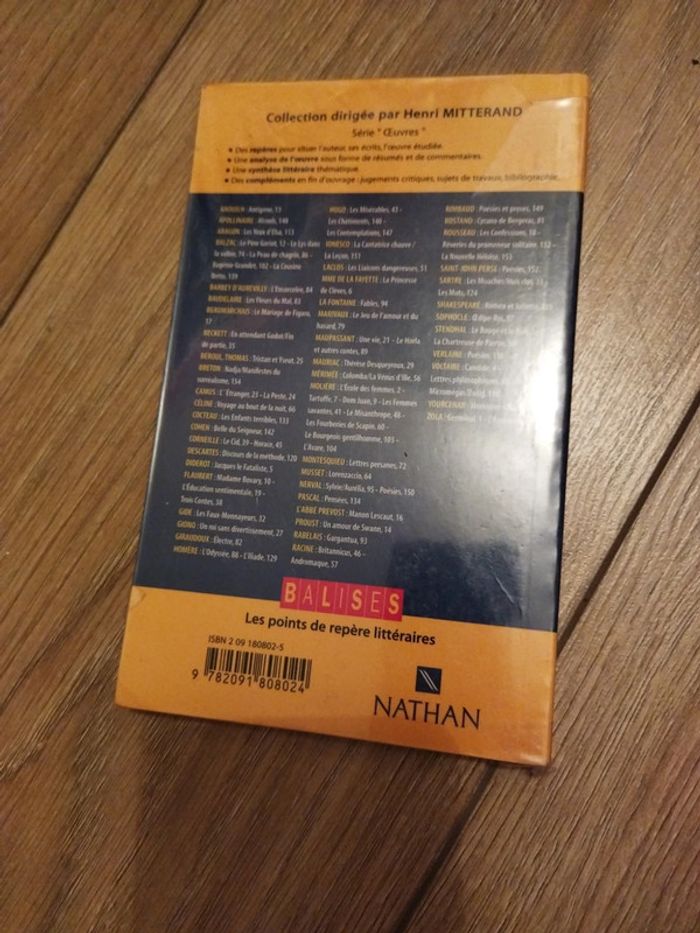 Collection dirigée par Henri MITTERAND
Série " Œuvres "
• Des repères pour situer l'auteur, ses écrits, l'œuvre étudiée.
• Une analyse de l'œuvre sous forme de résumés et de commentaires.
• Une synthèse littéraire thématique.
• Des compléments en fin d'ouvrage : jugements critiques, sujets de travaux, bibliographie.
ANOUILH : Antigone, 11
APOLLINAIRE : Alcools, 140
ARAGON : Les Yeux d'Elsa, 113
BALZAC : Le Père Goriot, 12 - Le Lys dans
la vallée, 74 - La Peau de chagrin, 86 -
Eugénie Grandet, 102 - La Cousine
Bette, 139
BARBEY D'AUREVILLY : L'Ensorcelée, 84
BAUDELAIRE : Les Fleurs du Mal, 83
BEAUMARCHAIS : Le Mariage de Figaro,
17
BECKETT : En attendant Godot/Fin
de partie, 35
BÉROUL, THOMAS : Tristan et Yseut, 25
BRETON : Nadja/Manifestes du
surréalisme, 154
CAMUS : L'Étranger, 23 - La Peste, 24
CÉLINE : Voyage au bout de la nuit, 66
COCTEAU : Les Enfants terribles, 133
COHEN : Belle du Seigneur, 142
CORNEILLE : Le Cid, 29 - Horace, 45
DESCARTES : Discours de la méthode, 120
DIDEROT : Jacques le Fataliste, 5
FLAUBERT : Madame Bovary, 10 -
L'Éducation sentimentale, 19 -
Trois Contes, 38
GIDE : Les Faux-Monnayeurs, 32
GIONO : Un roi sans divertissement, 27
GIRAUDOUX : Électre, 82
HOMÈRE : L'Odyssée, 88 - L'Iliade, 129
HUGO : Les Misérables, 43 -
Les Châtiments, 146 -
Les Contemplations, 147
IONESCO : La Cantatrice chauve /
La Leçon, 151
LACLOS : Les Liaisons dangereuses, 51
MME DE LA FAYETTE : La Princesse
de Clèves, 6
LA FONTAINE : Fables, 94
MARIVAUX : Le Jeu de l'amour et du
hasard, 79
MAUPASSANT : Une vie, 21 - Le Horla
et autres contes, 89
MAURIAC : Thérèse Desqueyroux, 29
MÉRIMÉE : Colomba/La Vénus d'Ille, 56
MOLIÈRE : L'École des femmes, 2 -
Tartuffe, 7 - Dom Juan, 9 - Les Femmes
savantes, 41 - Le Misanthrope, 48 -
Les Fourberies de Scapin, 60 -
Le Bourgeois gentilhomme, 103 -
L'Avare, 104
MONTESQUIEU : Lettres persanes, 72
MUSSET : Lorenzaccio, 64
NERVAL : Sylvie/Aurélia, 95 - Poésies, 150
PASCAL : Pensées, 134
L'ABBÉ PRÉVOST : Manon Lescaut, 16
PROUST : Un amour de Swann, 14
RABELAIS : Gargantua, 93
RACINE : Britannicus, 46 -
Andromaque, 57
RIMBAUD : Poésies et proses, 149
ROSTAND : Cyrano de Bergerac, 81
ROUSSEAU : Les Confessions, 18 -
Rêveries du promeneur solitaire, 132 -
La Nouvelle Héloïse, 153
SAINT-JOHN PERSE : Poésies, 152
SARTRE : Les Mouches/Huis clos,
Les Mots, 124
SHAKESPEARE : Roméo et Juliette,
SOPHOCLE : Œdipe-Roi,
STENDHAL : Le Rouge et le Noir,
La Chartreuse de Parme,
VERLAINE : Poésies,
VOLTAIRE : Candide,
Lettres philosophiques,
Micromégas
YOURCENAR :
ZOLA : Germinal,
BALISES
Les points de repère littéraires
ISBN 2 09 180802-5
9 782091 808024
NATHAN